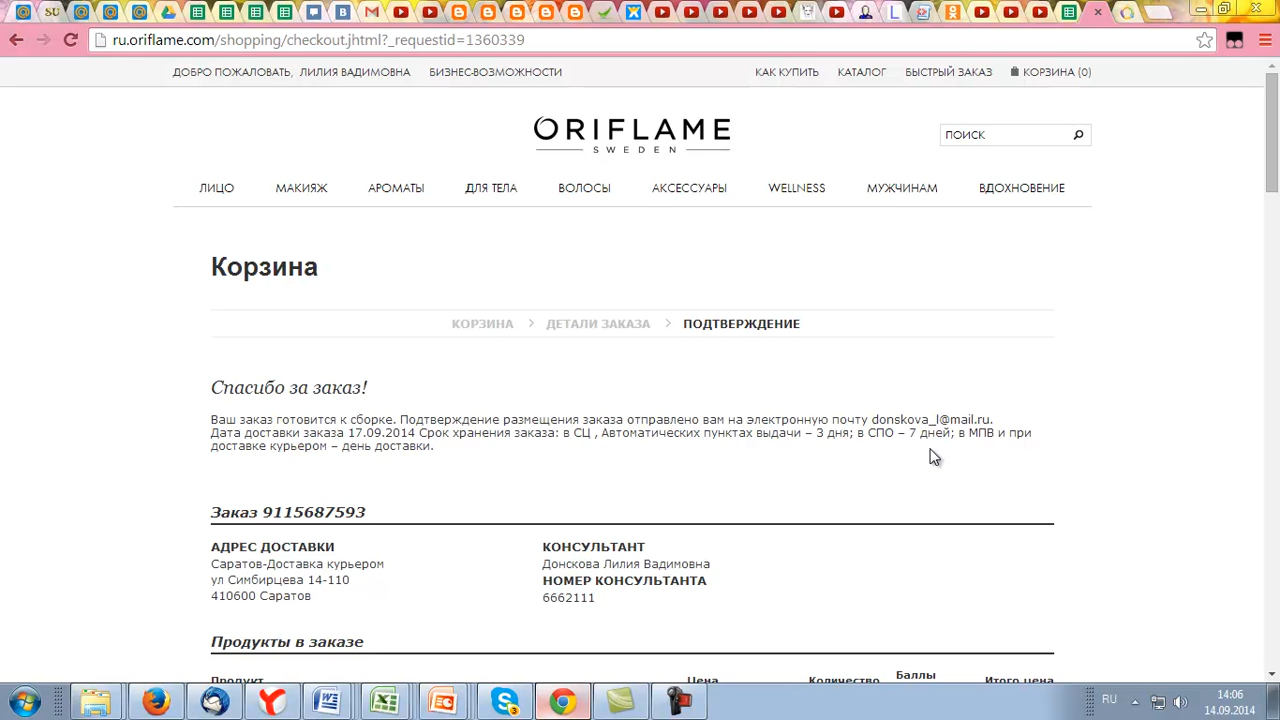 ru.oriflame.com/shopping/checkout.jhtml?_requestid=1360339
ДОБРО ПОЖАЛОВАТЬ, ЛИЛИЯ ВАДИМОВНА БИЗНЕС-ВОЗМОЖНОСТИ КАК КУПИТЬ КАТАЛОГ БЫСТРЫЙ ЗАКАЗ КОРЗИНА (0)
ORIFLAME
SWEDEN
ПОИСК
ЛИЦО МАКИЯЖ АРОМАТЫ ДЛЯ ТЕЛА ВОЛОСЫ АКСЕССУАРЫ WELLNESS МУЖЧИНАМ ВДОХНОВЕНИЕ
Корзина
КОРЗИНА > ДЕТАЛИ ЗАКАЗА > ПОДТВЕРЖДЕНИЕ
Спасибо за заказ!
Ваш заказ готовится к сборке. Подтверждение размещения заказа отправлено вам на электронную почту donskova_l@mail.ru.
Дата доставки заказа 17.09.2014 Срок хранения заказа: в СЦ , Автоматических пунктах выдачи – 3 дня; в СПО – 7 дней; в МПВ и при
доставке курьером – день доставки.
Заказ 9115687593
АДРЕС ДОСТАВКИ
Саратов-Доставка курьером
ул Симбирцева 14-110
410600 Саратов
КОНСУЛЬТАНТ
Донскова Лилия Вадимовна
НОМЕР КОНСУЛЬТАНТА
6662111
Продукты в заказе
Продукт Цена Количество Баллы Итого цена
RU
14:06
14.09.2014